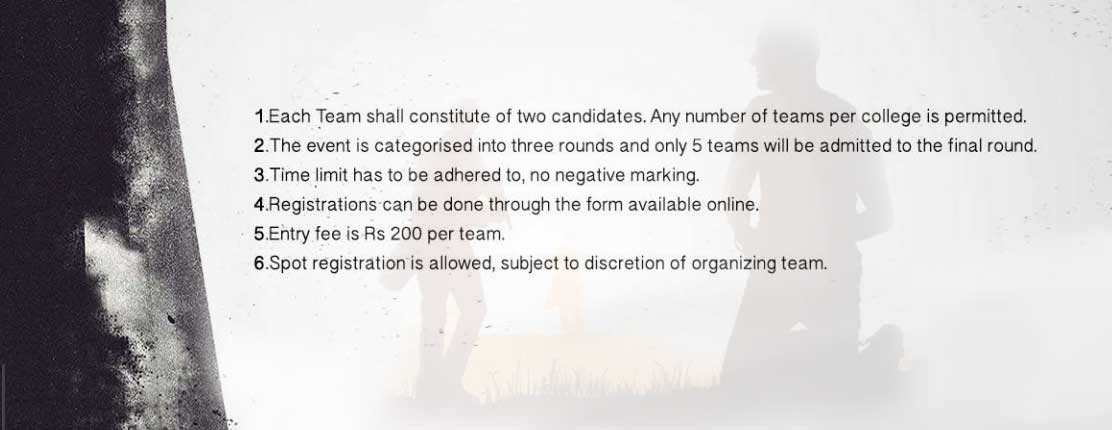 1.Each Team shall constitute of two candidates. Any number of teams per college is permitted.
2.The event is categorised into three rounds and only 5 teams will be admitted to the final round.
3.Time limit has to be adhered to, no negative marking.
4.Registrations can be done through the form available online.
5.Entry fee is Rs 200 per team.
6.Spot registration is allowed, subject to discretion of organizing team.